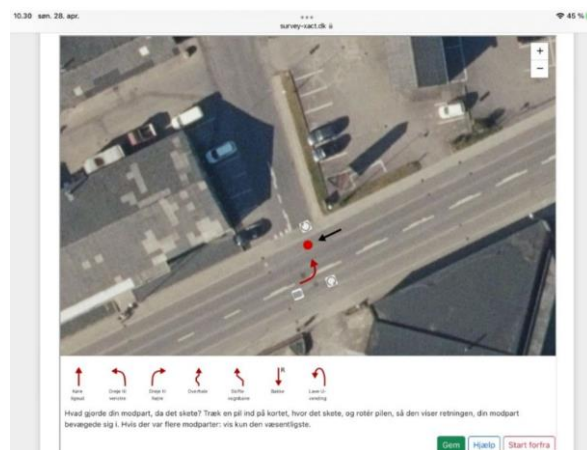 10.30 søn. 28. apr.
45 %
survey-xact.dk
+
−
R
Køre ligeud
Dreje til venstre
Dreje til højre
Overhale
Skifte vognbane
Bakke
Lave U-vending
Hvad gjorde din modpart, da det skete? Træk en pil ind på kortet, hvor det skete, og rotér pilen, så den viser retningen, din modpart
bevægede sig i. Hvis der var flere modparter: vis kun den væsentligste.
Gem Hjælp Start forfra